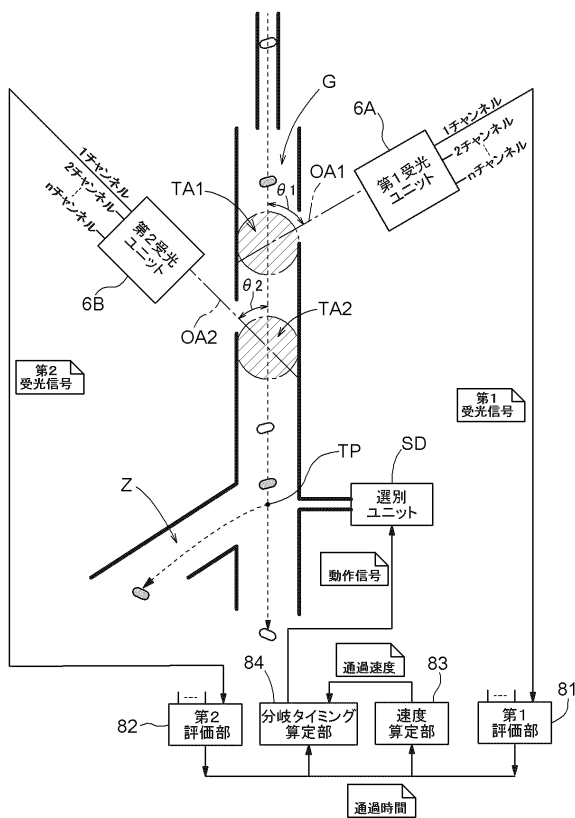 G
6A
1チャンネル
2チャンネル
nチャンネル
第1受光
ユニット
OA1
θ1
TA1
1チャンネル
2チャンネル
nチャンネル
第2受光
ユニット
6B
θ2
OA2
TA2
第2
受光信号
第1
受光信号
TP
SD
選別
ユニット
Z
動作信号
通過速度
84
83
81
82
第2
評価部
分岐タイミング
算定部
速度
算定部
第1
評価部
通過時間